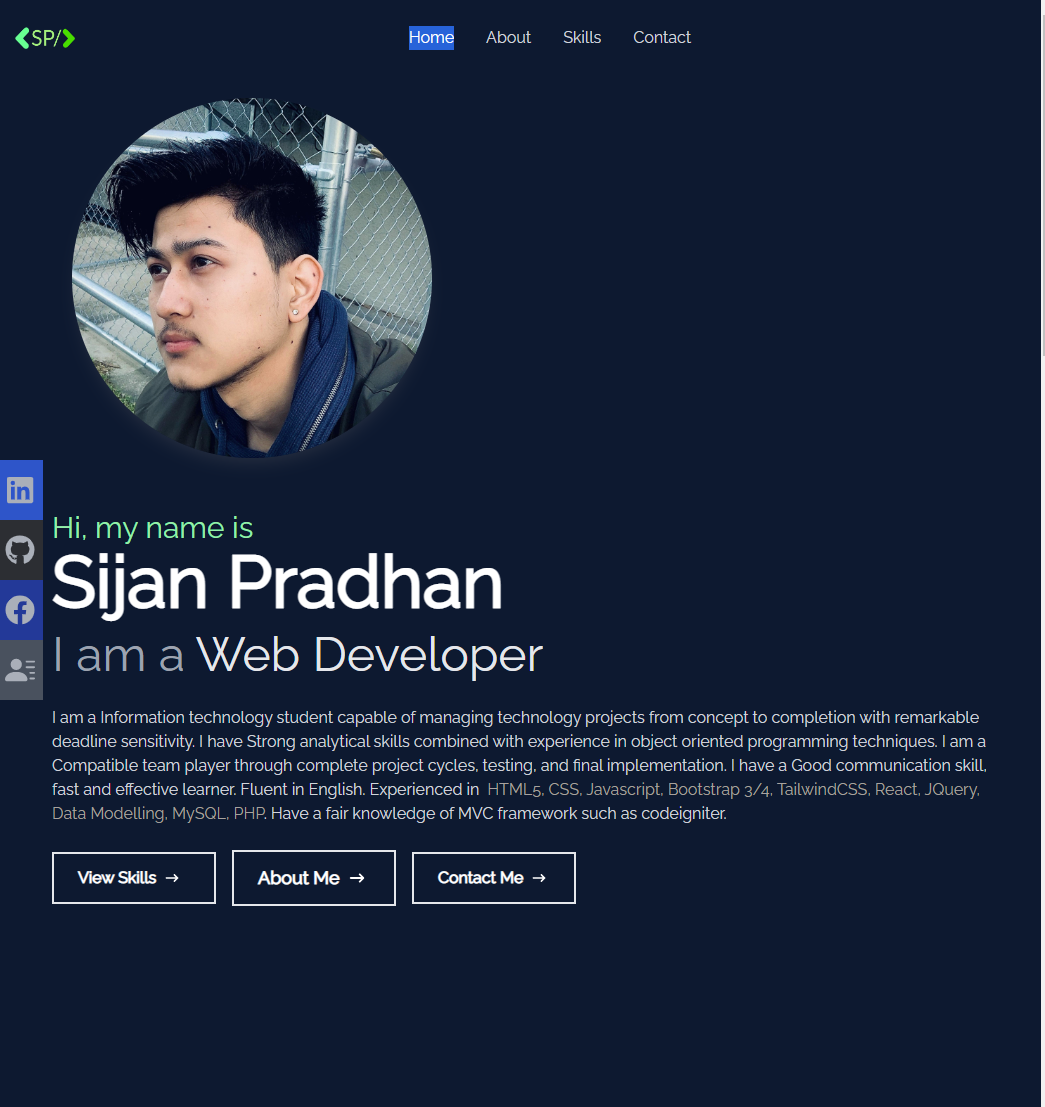 SP/
Home About Skills Contact
Hi, my name is
Sijan Pradhan
I am a Web Developer
I am a Information technology student capable of managing technology projects from concept to completion with remarkable
deadline sensitivity. I have Strong analytical skills combined with experience in object oriented programming techniques. I am a
Compatible team player through complete project cycles, testing, and final implementation. I have a Good communication skill,
fast and effective learner. Fluent in English. Experienced in HTML5, CSS, Javascript, Bootstrap 3/4, TailwindCSS, React, JQuery,
Data Modelling, MySQL, PHP. Have a fair knowledge of MVC framework such as codeigniter.
View Skills → About Me → Contact Me →